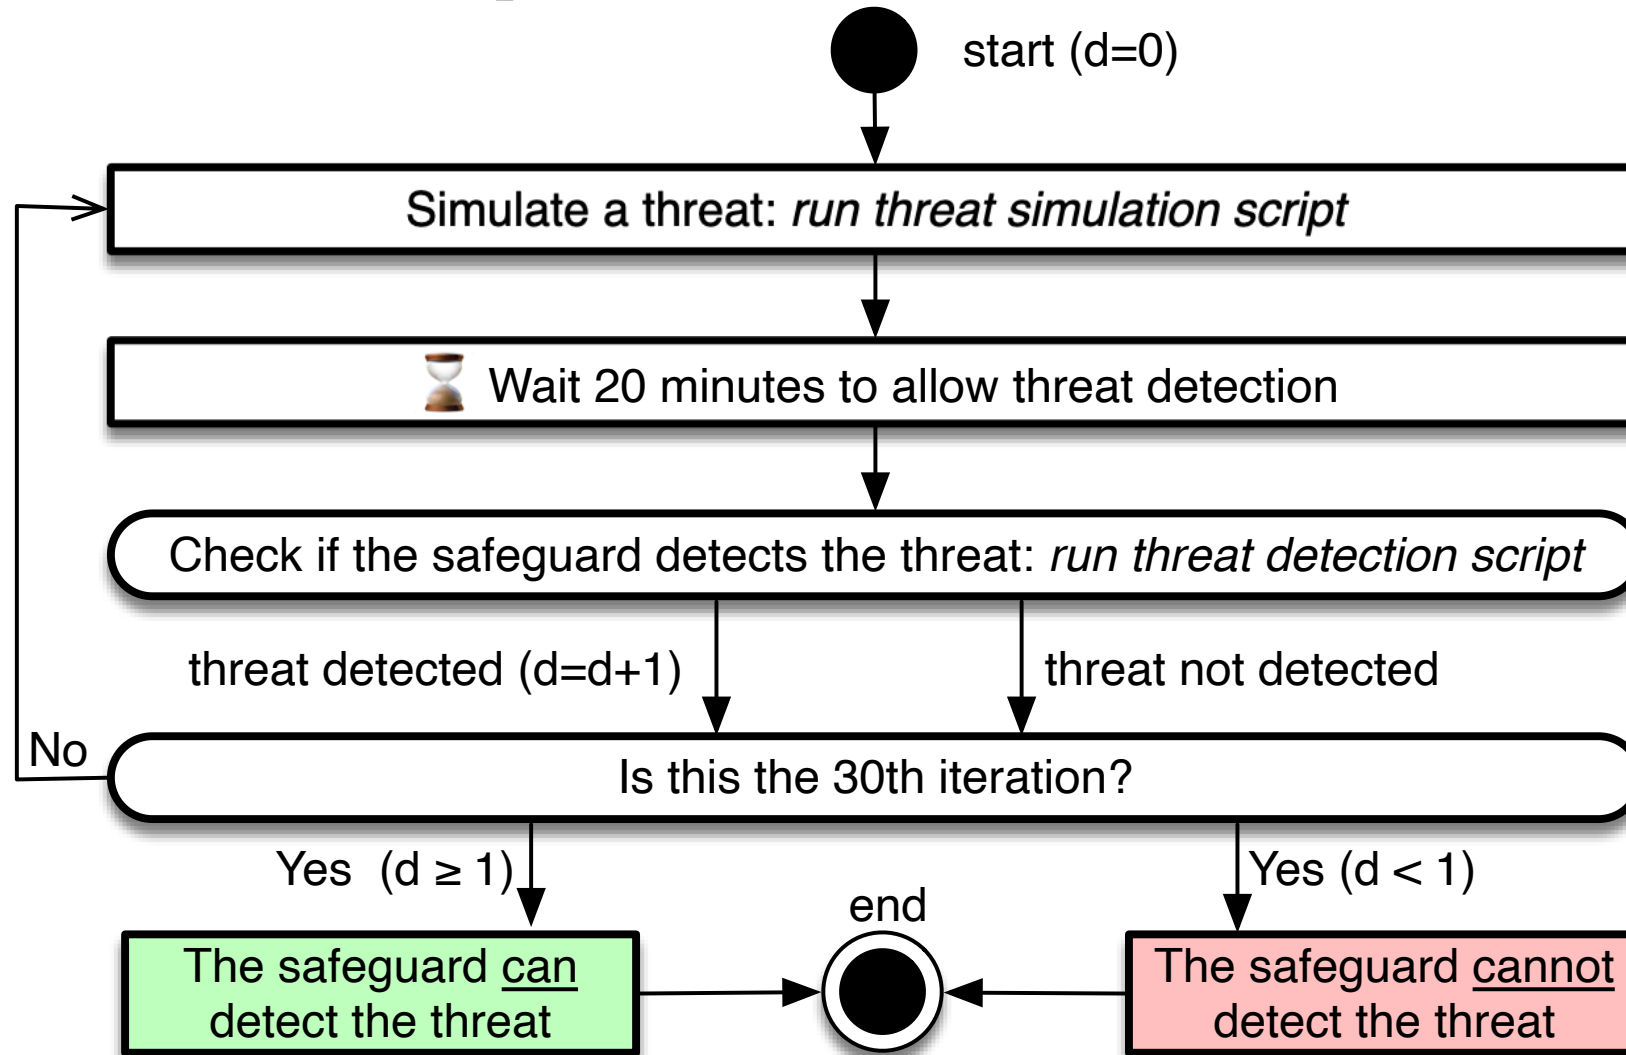 start (d=0)
Simulate a threat: run threat simulation script
Wait 20 minutes to allow threat detection
Check if the safeguard detects the threat: run threat detection script
threat detected (d=d+1)
threat not detected
No
Is this the 30th iteration?
Yes (d ≥ 1)
Yes (d < 1)
end
The safeguard can
detect the threat
The safeguard cannot
detect the threat